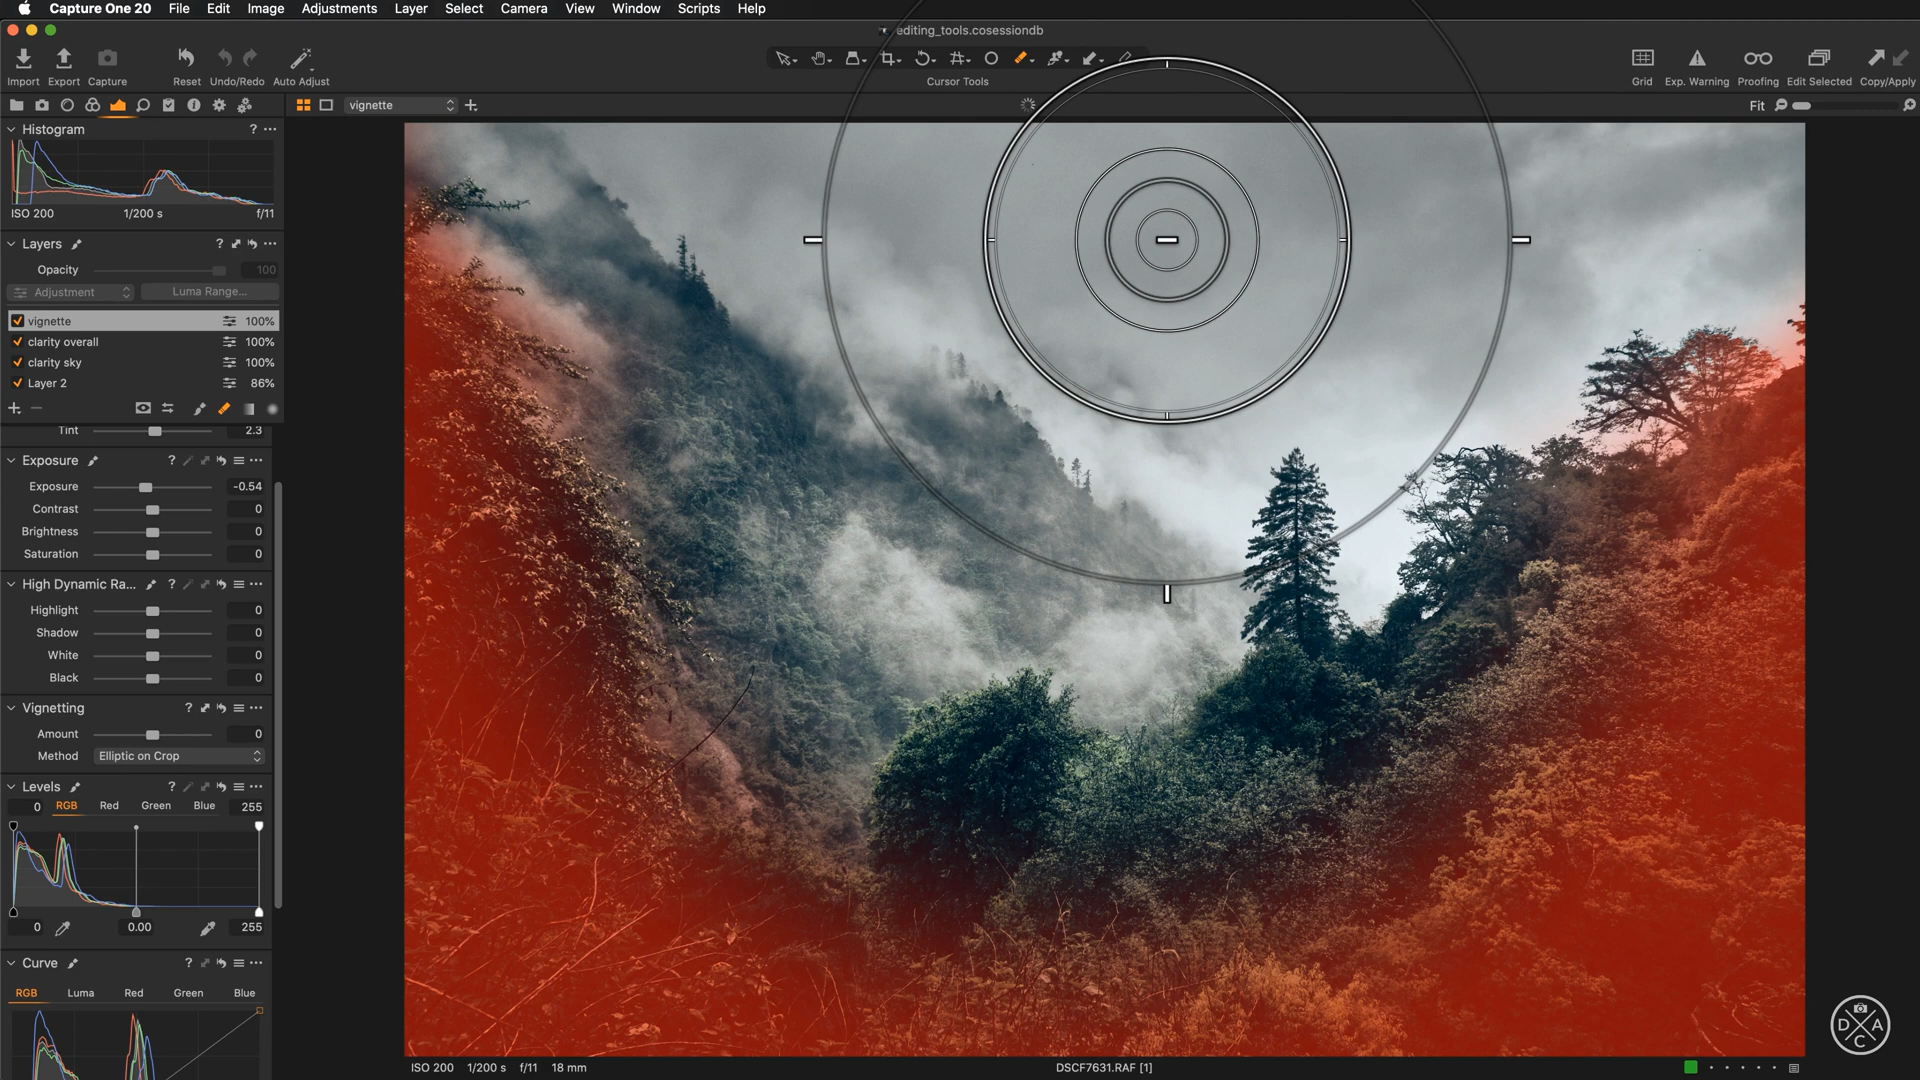 Capture One 20 File Edit Image Adjustments Layer Select Camera View Window Scripts Help
editing_tools.cosessiondb
Import Export Capture Reset Undo/Redo Auto Adjust Cursor Tools Grid Exp. Warning Proofing Edit Selected Copy/Apply
vignette Fit
Histogram ? ...
ISO 200 1/200 s f/11
Layers ? ...
Opacity 100
Adjustment Luma Range...
vignette 100%
clarity overall 100%
clarity sky 100%
Layer 2 86%
Tint 2.3
Exposure ? ...
Exposure -0.54
Contrast 0
Brightness 0
Saturation 0
High Dynamic Ra... ? ...
Highlight 0
Shadow 0
White 0
Black 0
Vignetting ? ...
Amount 0
Method Elliptic on Crop
Levels ? ...
0 RGB Red Green Blue 255
0 0.00 255
Curve ? ...
RGB Luma Red Green Blue
ISO 200 1/200 s f/11 18 mm DSCF7631.RAF [1]
D A
C